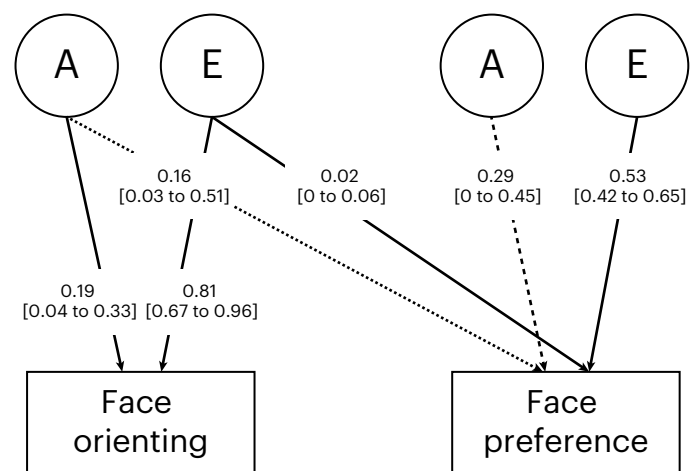 A
E
A
E
0.16
[0.03 to 0.51]
0.02
[0 to 0.06]
0.29
[0 to 0.45]
0.53
[0.42 to 0.65]
0.19
[0.04 to 0.33]
0.81
[0.67 to 0.96]
Face
orienting
Face
preference